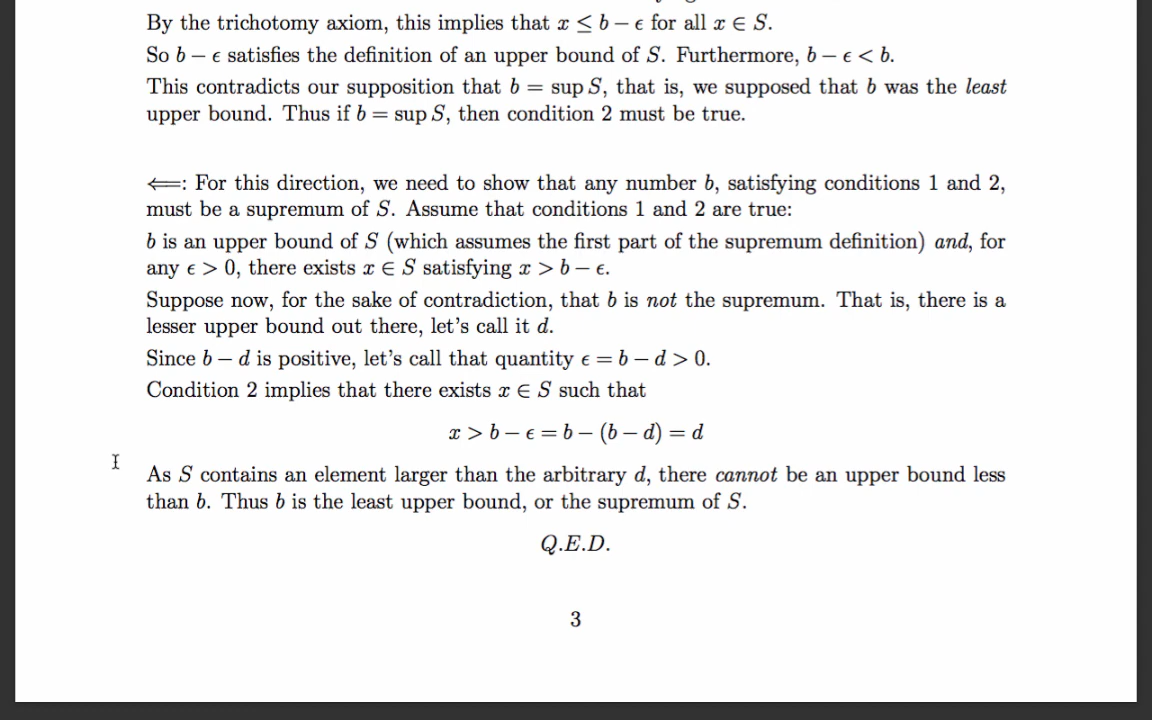 By the trichotomy axiom, this implies that x ≤ b − ϵ for all x ∈ S.
So b − ϵ satisfies the definition of an upper bound of S. Furthermore, b − ϵ < b.
This contradicts our supposition that b = sup S, that is, we supposed that b was the least
upper bound. Thus if b = sup S, then condition 2 must be true.
⟸: For this direction, we need to show that any number b, satisfying conditions 1 and 2,
must be a supremum of S. Assume that conditions 1 and 2 are true:
b is an upper bound of S (which assumes the first part of the supremum definition) and, for
any ϵ > 0, there exists x ∈ S satisfying x > b − ϵ.
Suppose now, for the sake of contradiction, that b is not the supremum. That is, there is a
lesser upper bound out there, let's call it d.
Since b − d is positive, let's call that quantity ϵ = b − d > 0.
Condition 2 implies that there exists x ∈ S such that
x > b − ϵ = b − (b − d) = d
As S contains an element larger than the arbitrary d, there cannot be an upper bound less
than b. Thus b is the least upper bound, or the supremum of S.
Q.E.D.
3